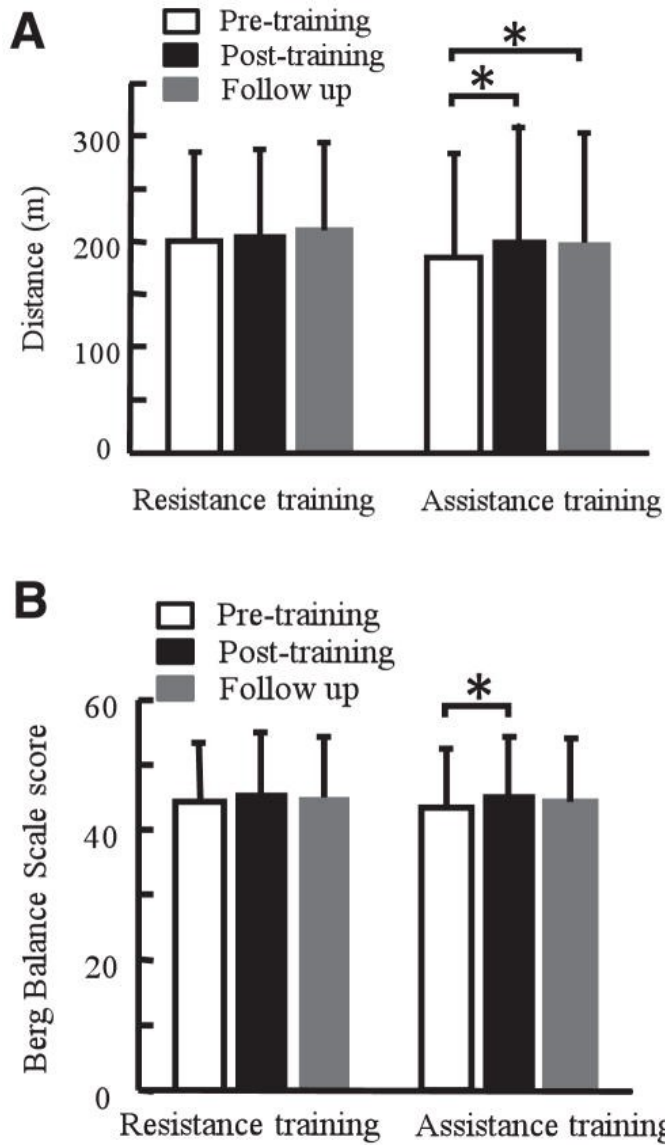 A
Pre-training
Post-training
Follow up
* *
Distance (m)
300
200
100
0
Resistance training Assistance training
B
Pre-training
Post-training
Follow up
*
Berg Balance Scale score
60
40
20
0
Resistance training Assistance training